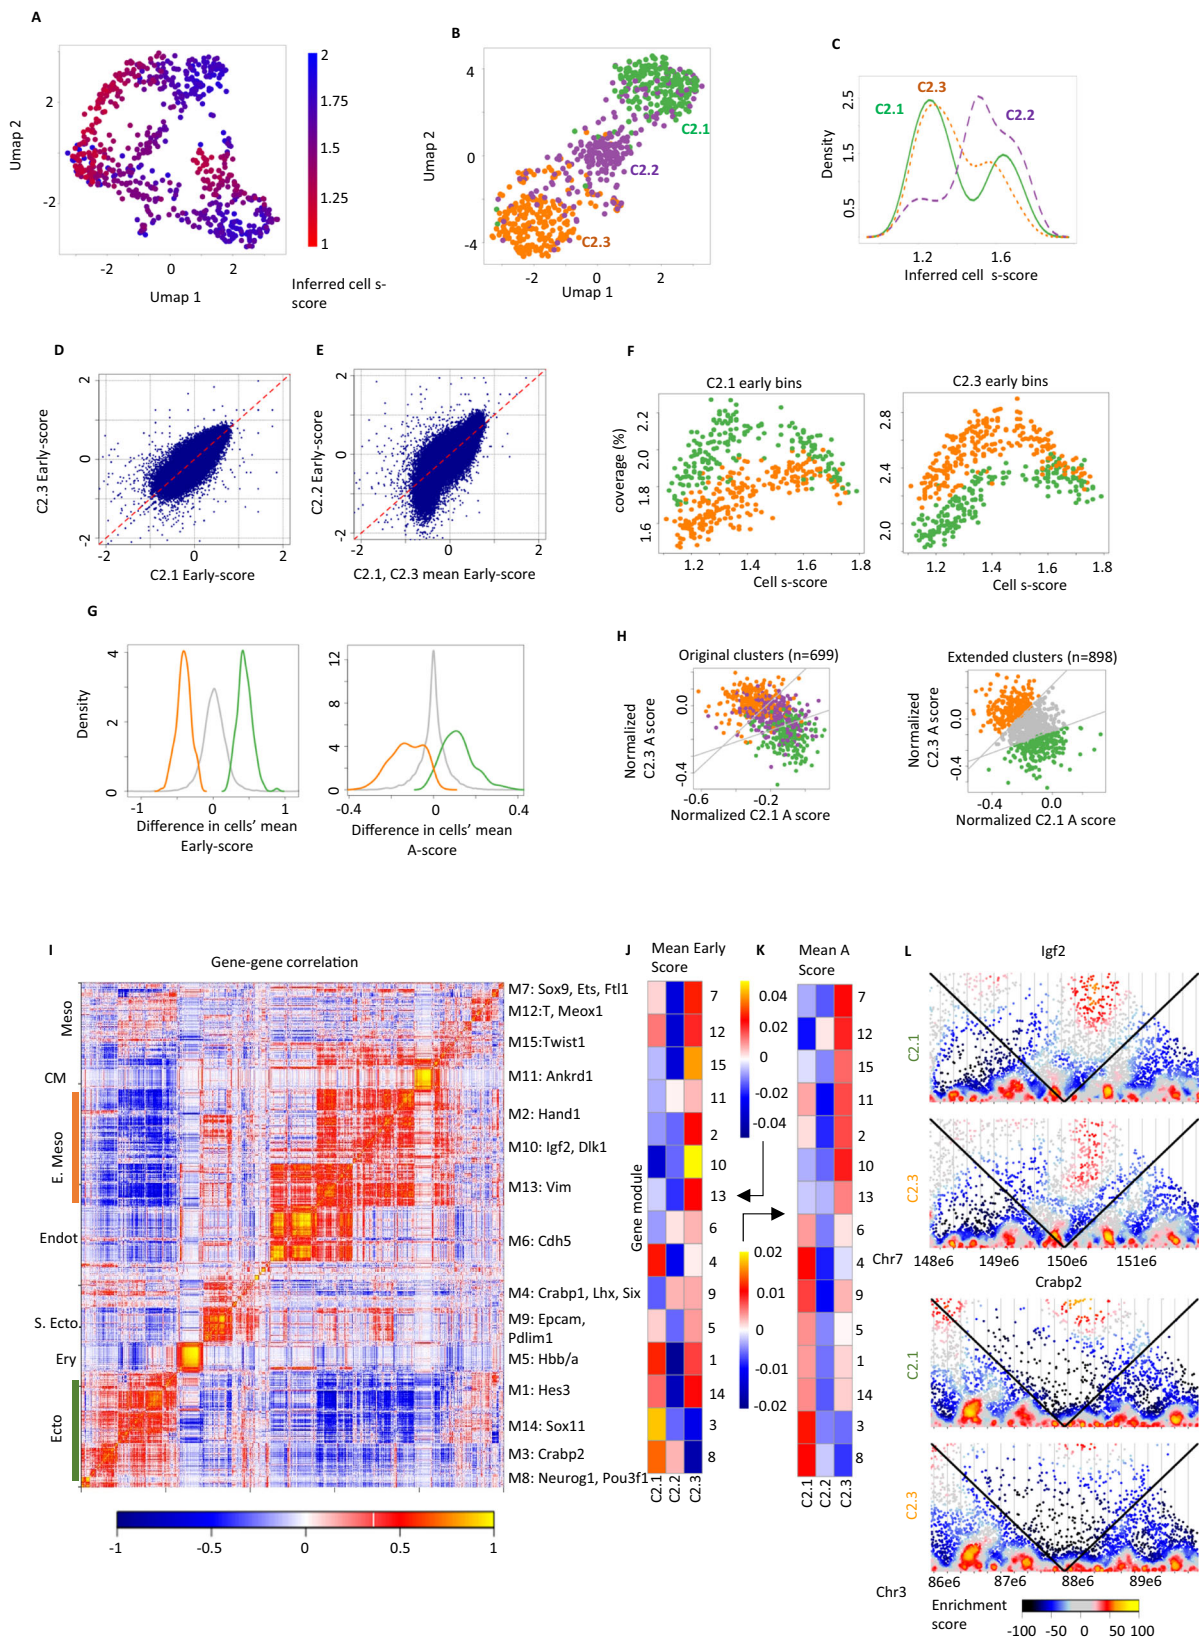 A
2
-2
Umap 2
-2
0
2
Umap 1
2
1.75
1.5
1.25
1
Inferred cell s-
score
B
4
0
-4
Umap 2
C2.1
C2.2
C2.3
-2
0
2
Umap 1
C
C2.3
C2.1
C2.2
2.5
1.5
0.5
Density
1.2
1.6
Inferred cell s-score
D
2
0
-2
C2.3 Early-score
-2
0
2
C2.1 Early-score
E
2
0
-2
C2.2 Early-score
-2
0
2
C2.1, C2.3 mean Early-score
F
C2.1 early bins
2.2
2.0
1.8
1.6
coverage (%)
1.2
1.4
1.6
1.8
Cell s-score
C2.3 early bins
2.8
2.4
2.0
1.2
1.4
1.6
1.8
Cell s-score
G
4
2
0
Density
-1
0
1
Difference in cells' mean
Early-score
12
8
4
0
-0.4
0
0.4
Difference in cells' mean
A-score
H
Original clusters (n=699)
0.0
-0.4
Normalized
C2.3 A score
-0.6
-0.2
Normalized C2.1 A score
Extended clusters (n=898)
0.0
-0.4
Normalized
C2.3 A score
-0.4
0.0
Normalized C2.1 A score
I
Gene-gene correlation
Meso
CM
E. Meso
Endot
S. Ecto.
Ery
Ecto
M7: Sox9, Ets, Ftl1
M12:T, Meox1
M15:Twist1
M11: Ankrd1
M2: Hand1
M10: Igf2, Dlk1
M13: Vim
M6: Cdh5
M4: Crabp1, Lhx, Six
M9: Epcam,
Pdlim1
M5: Hbb/a
M1: Hes3
M14: Sox11
M3: Crabp2
M8: Neurog1, Pou3f1
-1
-0.5
0
0.5
1
J
Mean Early
Score
Gene module
7
12
15
11
2
10
13
6
4
9
5
1
14
3
8
C2.1
C2.2
C2.3
0.04
0.02
0
-0.02
-0.04
0.02
0.01
0
-0.01
-0.02
K
Mean A
Score
7
12
15
11
2
10
13
6
4
9
5
1
14
3
8
C2.1
C2.2
C2.3
L
Igf2
C2.1
C2.3
Chr7
148e6
149e6
150e6
151e6
Crabp2
C2.1
C2.3
Chr3
86e6
87e6
88e6
89e6
Enrichment
score
-100
-50
0
50
100